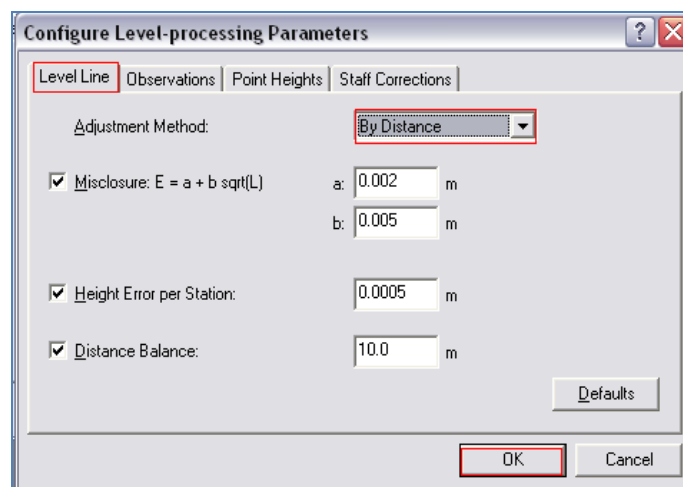 Configure Level-processing Parameters
Level Line Observations Point Heights Staff Corrections
Adjustment Method: By Distance
Misclosure: E = a + b sqrt(L) a: 0.002 m
b: 0.005 m
Height Error per Station: 0.0005 m
Distance Balance: 10.0 m
Defaults
OK Cancel